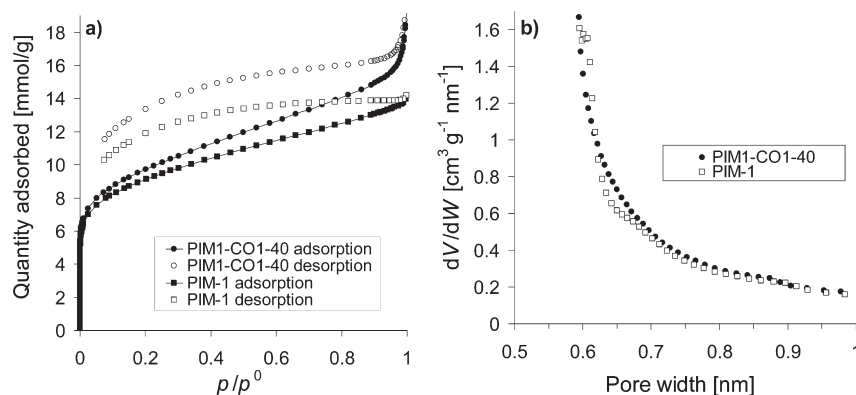 a)
Quantity adsorbed [mmol/g]
18
16
14
12
10
8
6
4
2
0
PIM1-CO1-40 adsorption
PIM1-CO1-40 desorption
PIM-1 adsorption
PIM-1 desorption
0 0.2 0.4 0.6 0.8 1
p/p⁰
b)
dV/dW [cm³ g⁻¹ nm⁻¹]
1.6
1.4
1.2
1
0.8
0.6
0.4
0.2
0
PIM1-CO1-40
PIM-1
0.5 0.6 0.7 0.8 0.9 1
Pore width [nm]